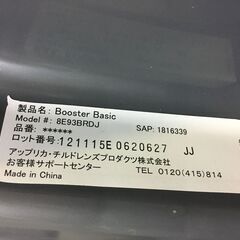 製品名: Booster Basic
Model #: 8E93BRDJ
品番: ****** SAP: 1816339
ロット番号 121115E 0620627 JJ
アップリカ・チルドレンズプロダクツ株式会社
お客様サポートセンター
Made in China TEL 0120(415)814